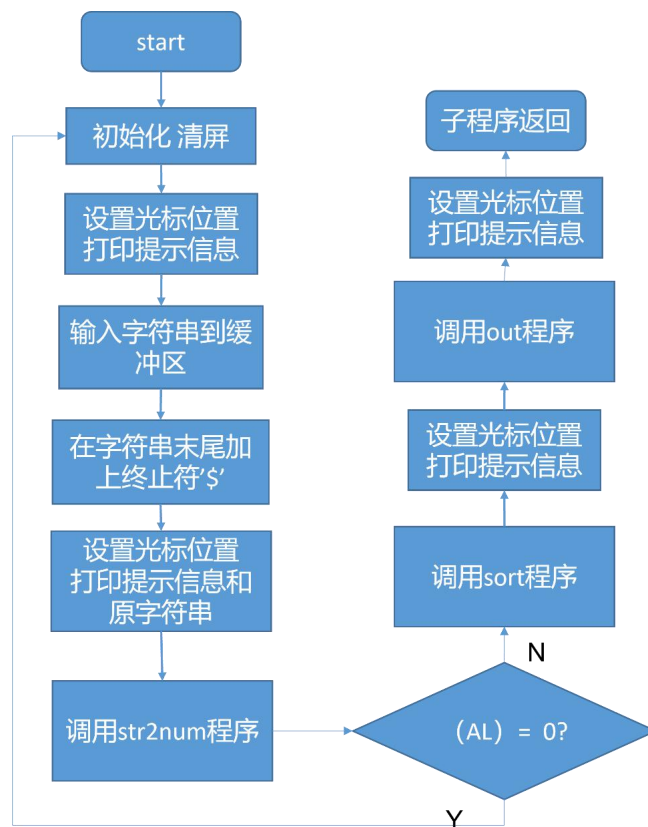 start
初始化 清屏
设置光标位置
打印提示信息
输入字符串到缓
冲区
在字符串末尾加
上终止符'$'
设置光标位置
打印提示信息和
原字符串
调用str2num程序
（AL）= 0?
Y
N
调用sort程序
设置光标位置
打印提示信息
调用out程序
设置光标位置
打印提示信息
子程序返回